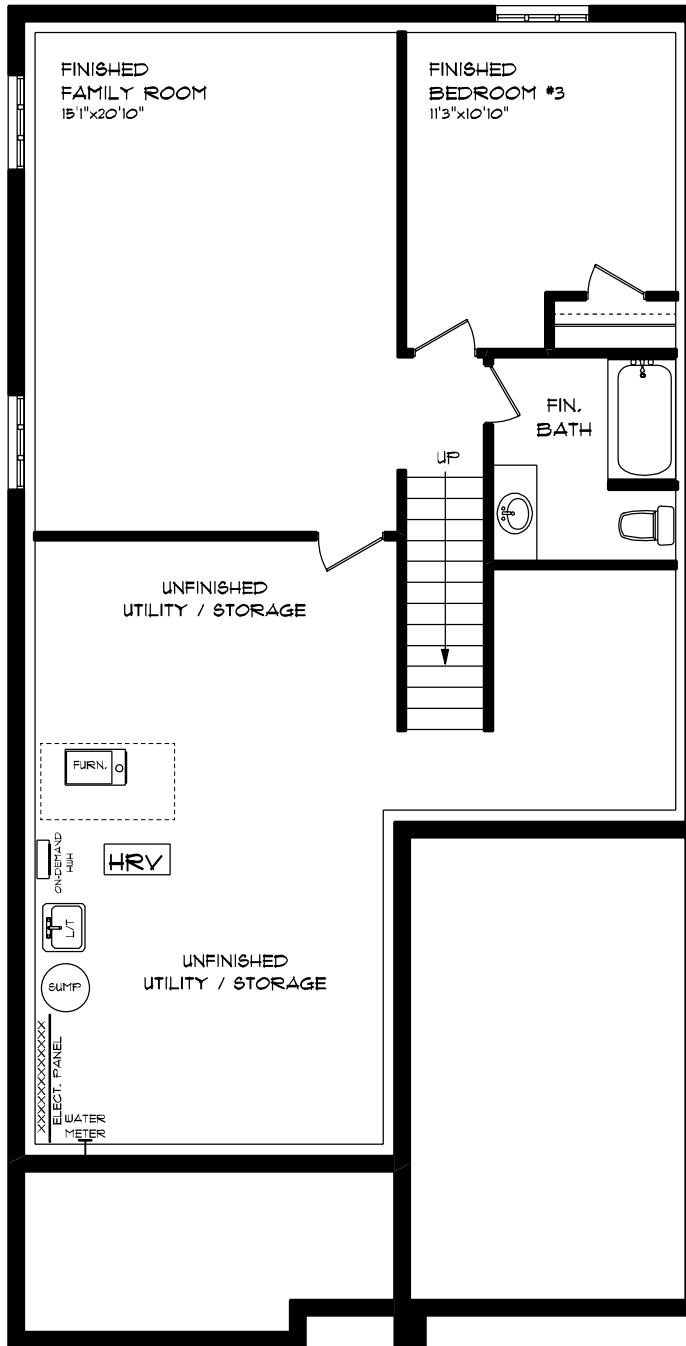 FINISHED
FAMILY ROOM
15'1"x20'10"
FINISHED
BEDROOM #3
11'3"x10'10"
FIN.
BATH
UP
UNFINISHED
UTILITY / STORAGE
FURN.
ON-DEMAND
HWH
HRV
L/T
UNFINISHED
UTILITY / STORAGE
SUMP
XXXXXXXXXXXXX
ELECT. PANEL
WATER
METER